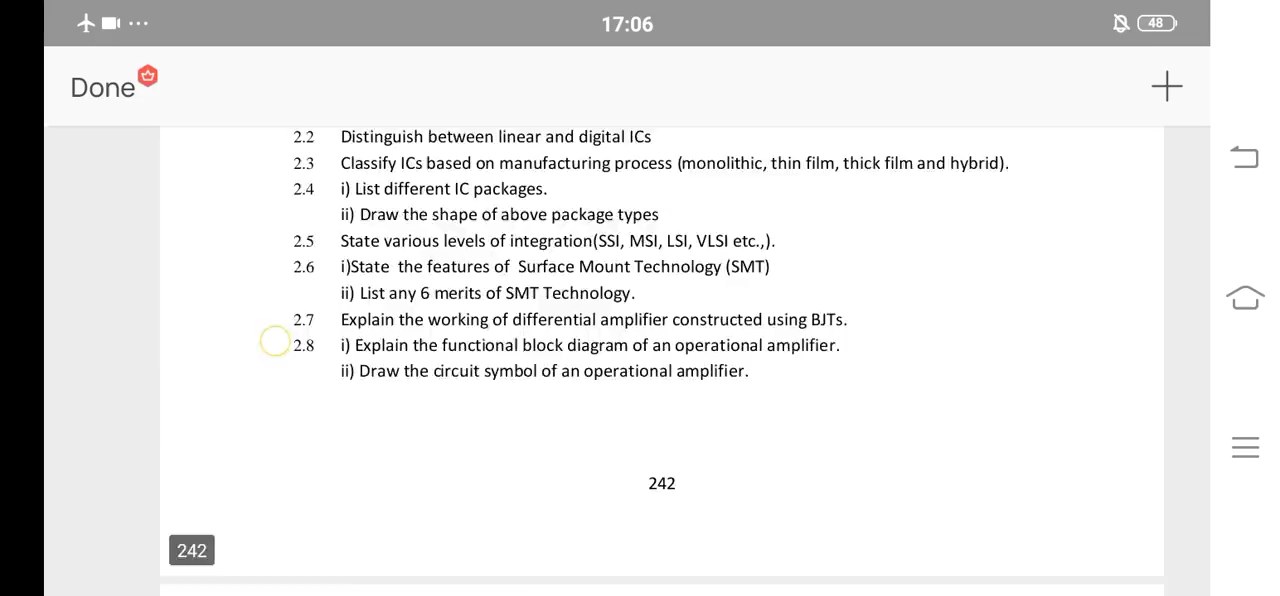 17:06
48
Done
2.2 Distinguish between linear and digital ICs
2.3 Classify ICs based on manufacturing process (monolithic, thin film, thick film and hybrid).
2.4 i) List different IC packages.
ii) Draw the shape of above package types
2.5 State various levels of integration(SSI, MSI, LSI, VLSI etc.,).
2.6 i)State the features of Surface Mount Technology (SMT)
ii) List any 6 merits of SMT Technology.
2.7 Explain the working of differential amplifier constructed using BJTs.
2.8 i) Explain the functional block diagram of an operational amplifier.
ii) Draw the circuit symbol of an operational amplifier.
242
242